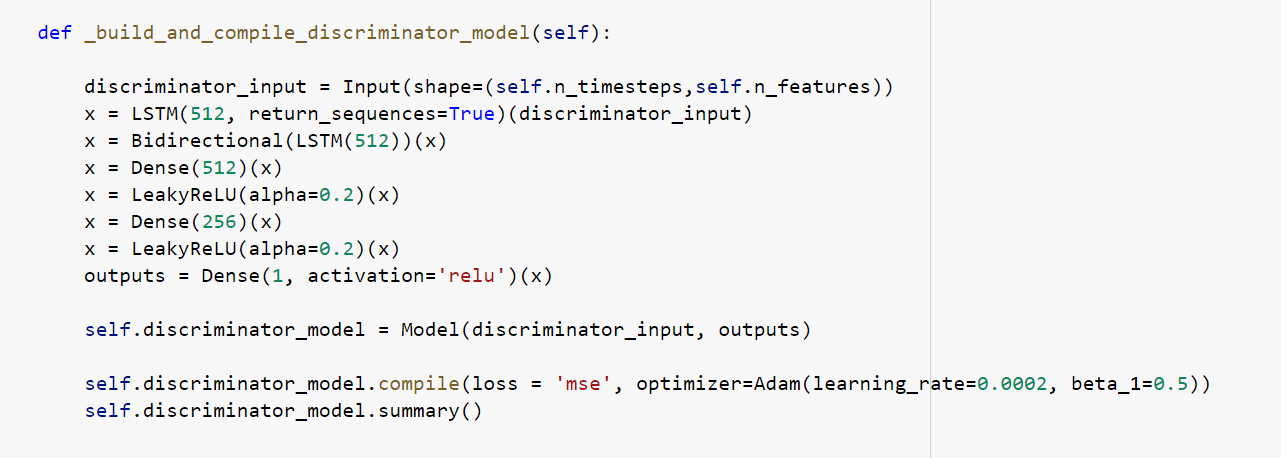 def _build_and_compile_discriminator_model(self):
discriminator_input = Input(shape=(self.n_timesteps,self.n_features))
x = LSTM(512, return_sequences=True)(discriminator_input)
x = Bidirectional(LSTM(512))(x)
x = Dense(512)(x)
x = LeakyReLU(alpha=0.2)(x)
x = Dense(256)(x)
x = LeakyReLU(alpha=0.2)(x)
outputs = Dense(1, activation='relu')(x)
self.discriminator_model = Model(discriminator_input, outputs)
self.discriminator_model.compile(loss = 'mse', optimizer=Adam(learning_rate=0.0002, beta_1=0.5))
self.discriminator_model.summary()